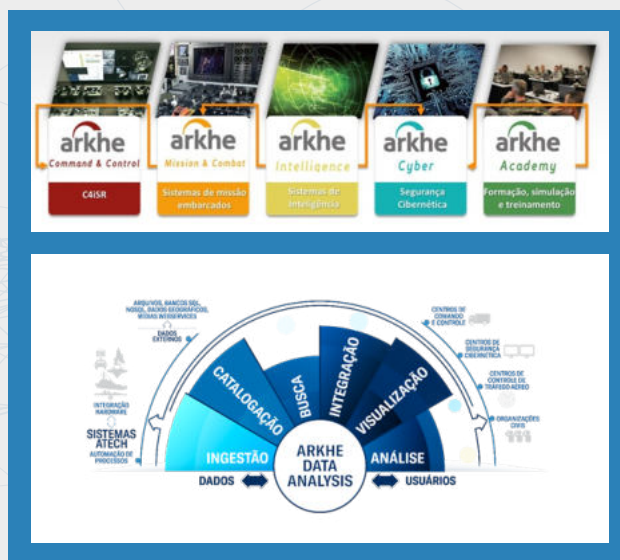 arkhe
Command & Control
C4iSR
arkhe
Mission & Combat
Sistemas de missão
embarcados
arkhe
Intelligence
Sistemas de
Inteligência
arkhe
Cyber
Segurança
Cibernética
arkhe
Academy
Formação, simulação
e treinamento
ARQUIVOS, BANCOS SQL,
NOSQL, DADOS GEOGRÁFICOS,
MÍDIAS WEBSERVICES
DADOS
EXTERNOS
INTEGRAÇÃO
HARDWARE
SISTEMAS
ATECH
AUTOMAÇÃO DE
PROCESSOS
INGESTÃO
CATALOGAÇÃO
BUSCA
INTEGRAÇÃO
VISUALIZAÇÃO
ANÁLISE
ARKHE
DATA
ANALYSIS
DADOS
USUÁRIOS
CENTROS DE
COMANDO
E CONTROLE
CENTROS DE
SEGURANÇA
CIBERNÉTICA
CENTROS DE
CONTROLE DE
TRÁFEGO AÉREO
ORGANIZAÇÕES
CIVIS